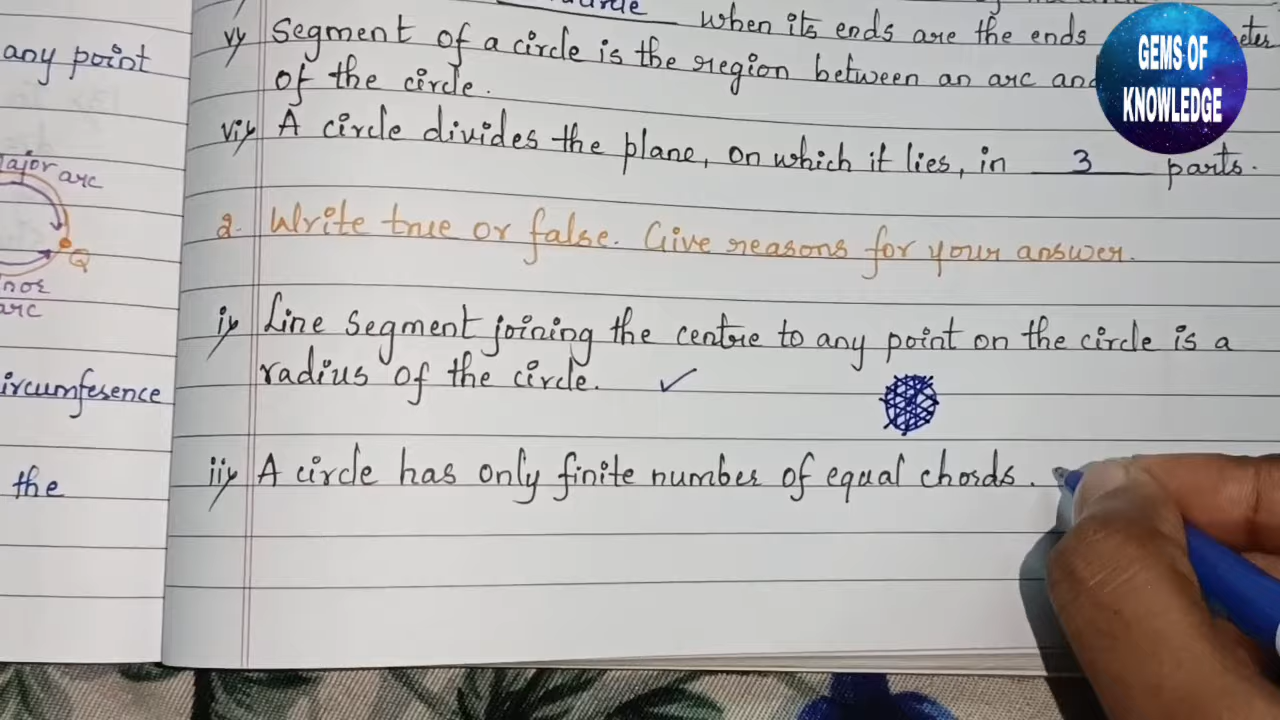 any point
major arc
Q
arc
circumference
the
when its ends are the ends
v) Segment of a circle is the region between an arc and
of the circle.
vi) A circle divides the plane, on which it lies, in 3 parts.
2. Write true or false. Give reasons for your answer.
i) Line segment joining the centre to any point on the circle is a
radius of the circle. ✓
ii) A circle has only finite number of equal chords.
GEMS OF
KNOWLEDGE